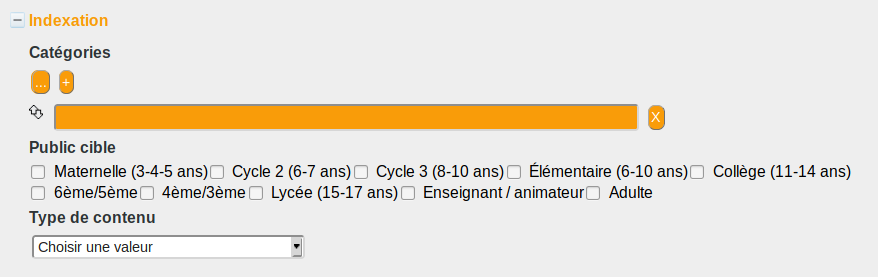 Indexation
Catégories
... +
X
Public cible
Maternelle (3-4-5 ans) Cycle 2 (6-7 ans) Cycle 3 (8-10 ans) Élémentaire (6-10 ans) Collège (11-14 ans)
6ème/5ème 4ème/3ème Lycée (15-17 ans) Enseignant / animateur Adulte
Type de contenu
Choisir une valeur